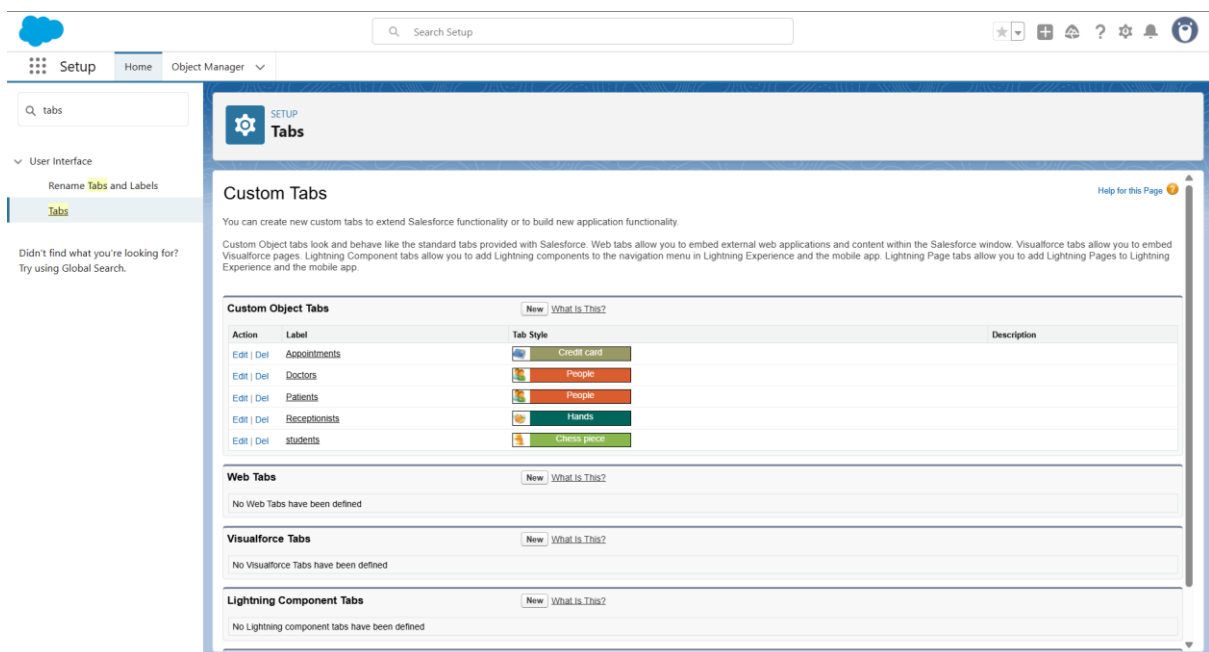 Search Setup
Setup
Home
Object Manager
tabs
User Interface
Rename Tabs and Labels
Tabs
Didn't find what you're looking for?
Try using Global Search.
SETUP
Tabs
Custom Tabs
Help for this Page
You can create new custom tabs to extend Salesforce functionality or to build new application functionality.
Custom Object tabs look and behave like the standard tabs provided with Salesforce. Web tabs allow you to embed external web applications and content within the Salesforce window. Visualforce tabs allow you to embed
Visualforce pages. Lightning Component tabs allow you to add Lightning components to the navigation menu in Lightning Experience and the mobile app. Lightning Page tabs allow you to add Lightning Pages to Lightning
Experience and the mobile app.
Custom Object Tabs New What Is This?
Action Label Tab Style Description
Edit | Del Appointments Credit card
Edit | Del Doctors People
Edit | Del Patients People
Edit | Del Receptionists Hands
Edit | Del students Chess piece
Web Tabs New What Is This?
No Web Tabs have been defined
Visualforce Tabs New What Is This?
No Visualforce Tabs have been defined
Lightning Component Tabs New What Is This?
No Lightning component tabs have been defined